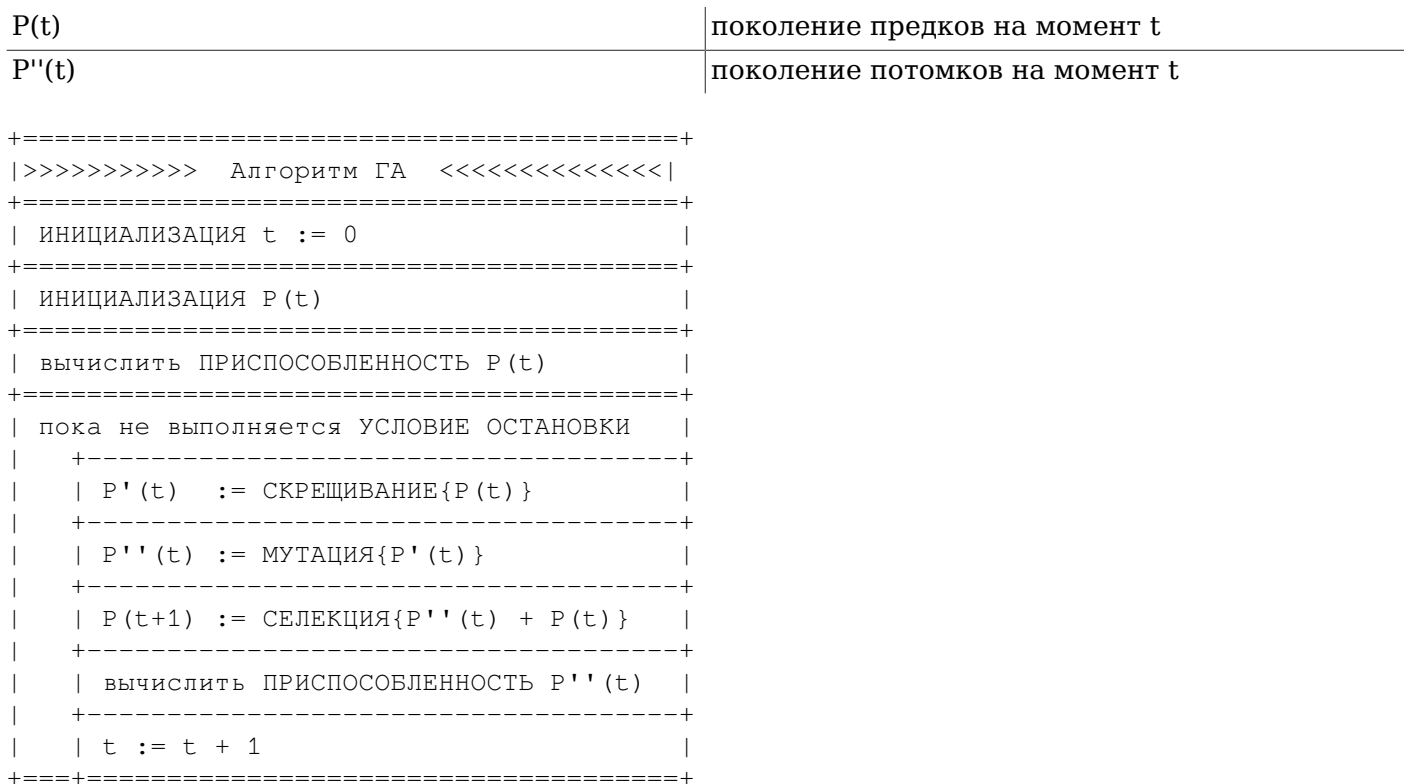 P(t) поколение предков на момент t
P''(t) поколение потомков на момент t
+=========================================+
|>>>>>>>>>>> Алгоритм ГА <<<<<<<<<<<<<<|
+=========================================+
| ИНИЦИАЛИЗАЦИЯ t := 0 |
+=========================================+
| ИНИЦИАЛИЗАЦИЯ P(t) |
+=========================================+
| вычислить ПРИСПОСОБЛЕННОСТЬ P(t) |
+=========================================+
| пока не выполняется УСЛОВИЕ ОСТАНОВКИ |
| +-------------------------------------+
| | P'(t) := СКРЕЩИВАНИЕ{P(t)} |
| +-------------------------------------+
| | P''(t) := МУТАЦИЯ{P'(t)} |
| +-------------------------------------+
| | P(t+1) := СЕЛЕКЦИЯ{P''(t) + P(t)} |
| +-------------------------------------+
| | вычислить ПРИСПОСОБЛЕННОСТЬ P''(t) |
| +-------------------------------------+
| | t := t + 1 |
+===+=====================================+